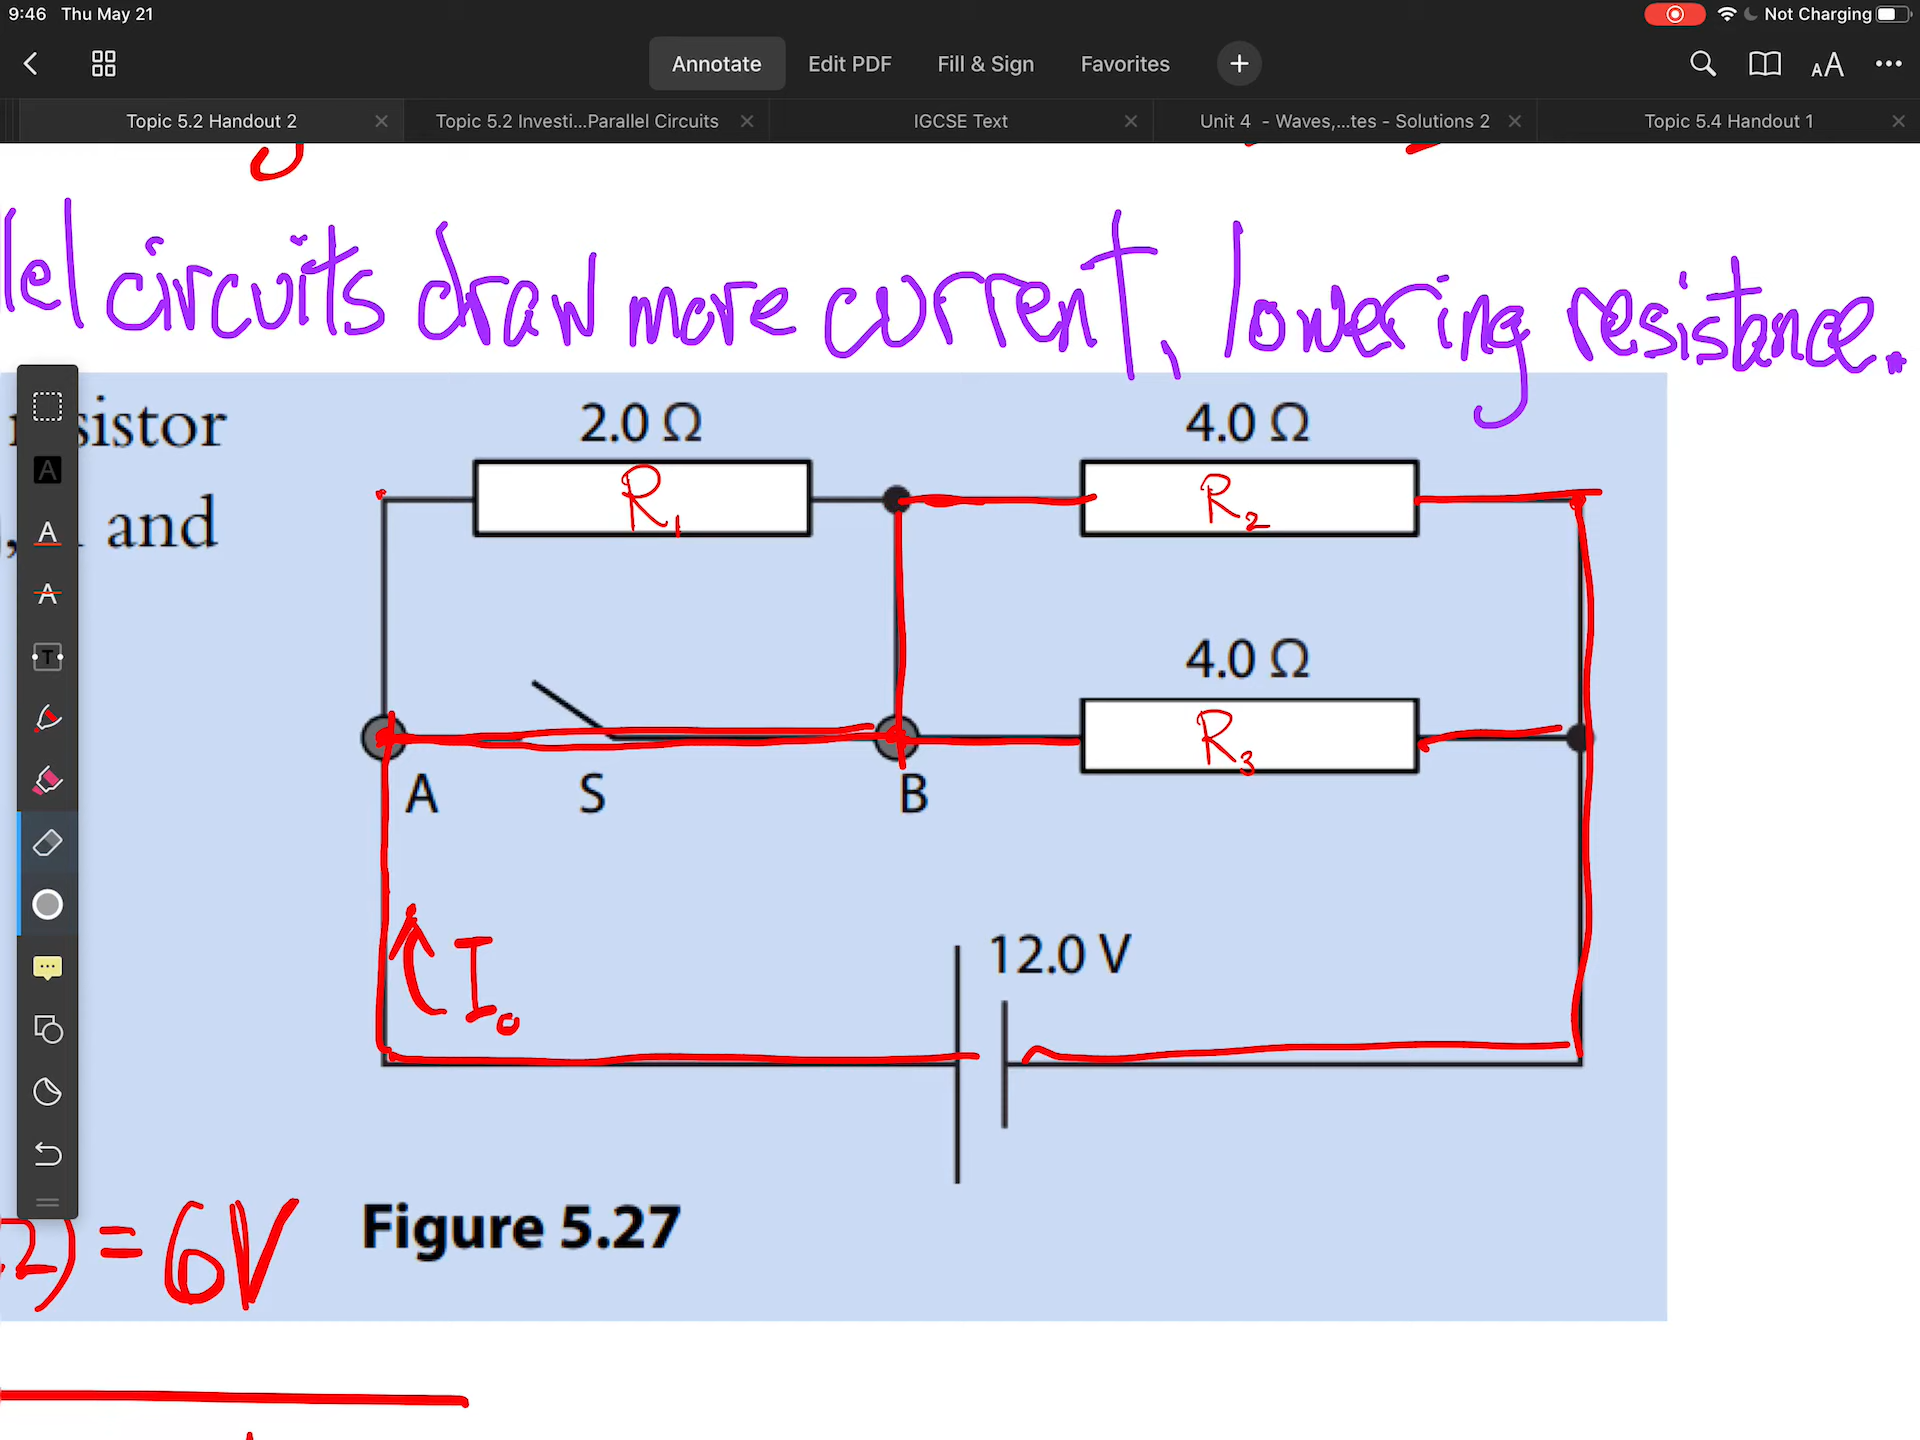 9:46 Thu May 21
Not Charging
Annotate Edit PDF Fill & Sign Favorites
AA
Topic 5.2 Handout 2
Topic 5.2 Investi...Parallel Circuits
IGCSE Text
Unit 4 - Waves,...tes - Solutions 2
Topic 5.4 Handout 1
lel circuits draw more current, lowering resistance.
sistor
and
2.0 Ω
4.0 Ω
R1
R2
4.0 Ω
R3
A S B
I0
12.0 V
2) = 6V
Figure 5.27